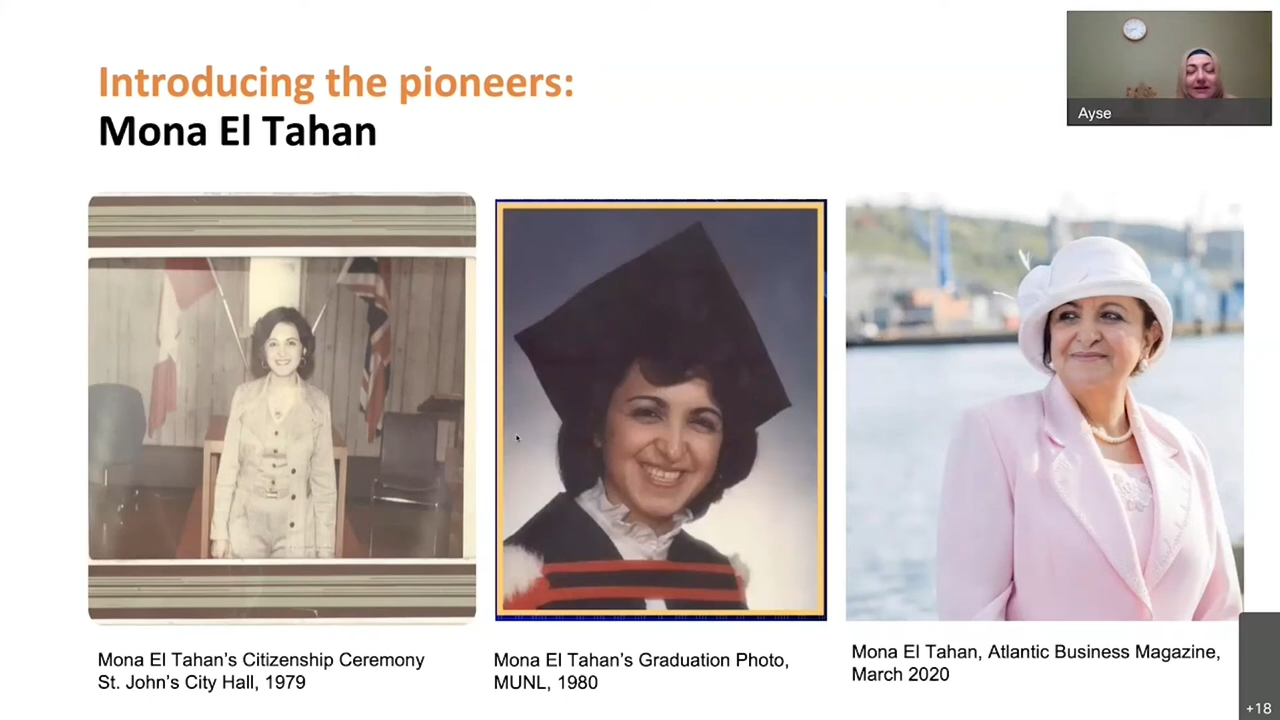 Introducing the pioneers:
Mona El Tahan
Ayse
Mona El Tahan’s Citizenship Ceremony
St. John’s City Hall, 1979
Mona El Tahan’s Graduation Photo,
MUNL, 1980
Mona El Tahan, Atlantic Business Magazine,
March 2020
+18